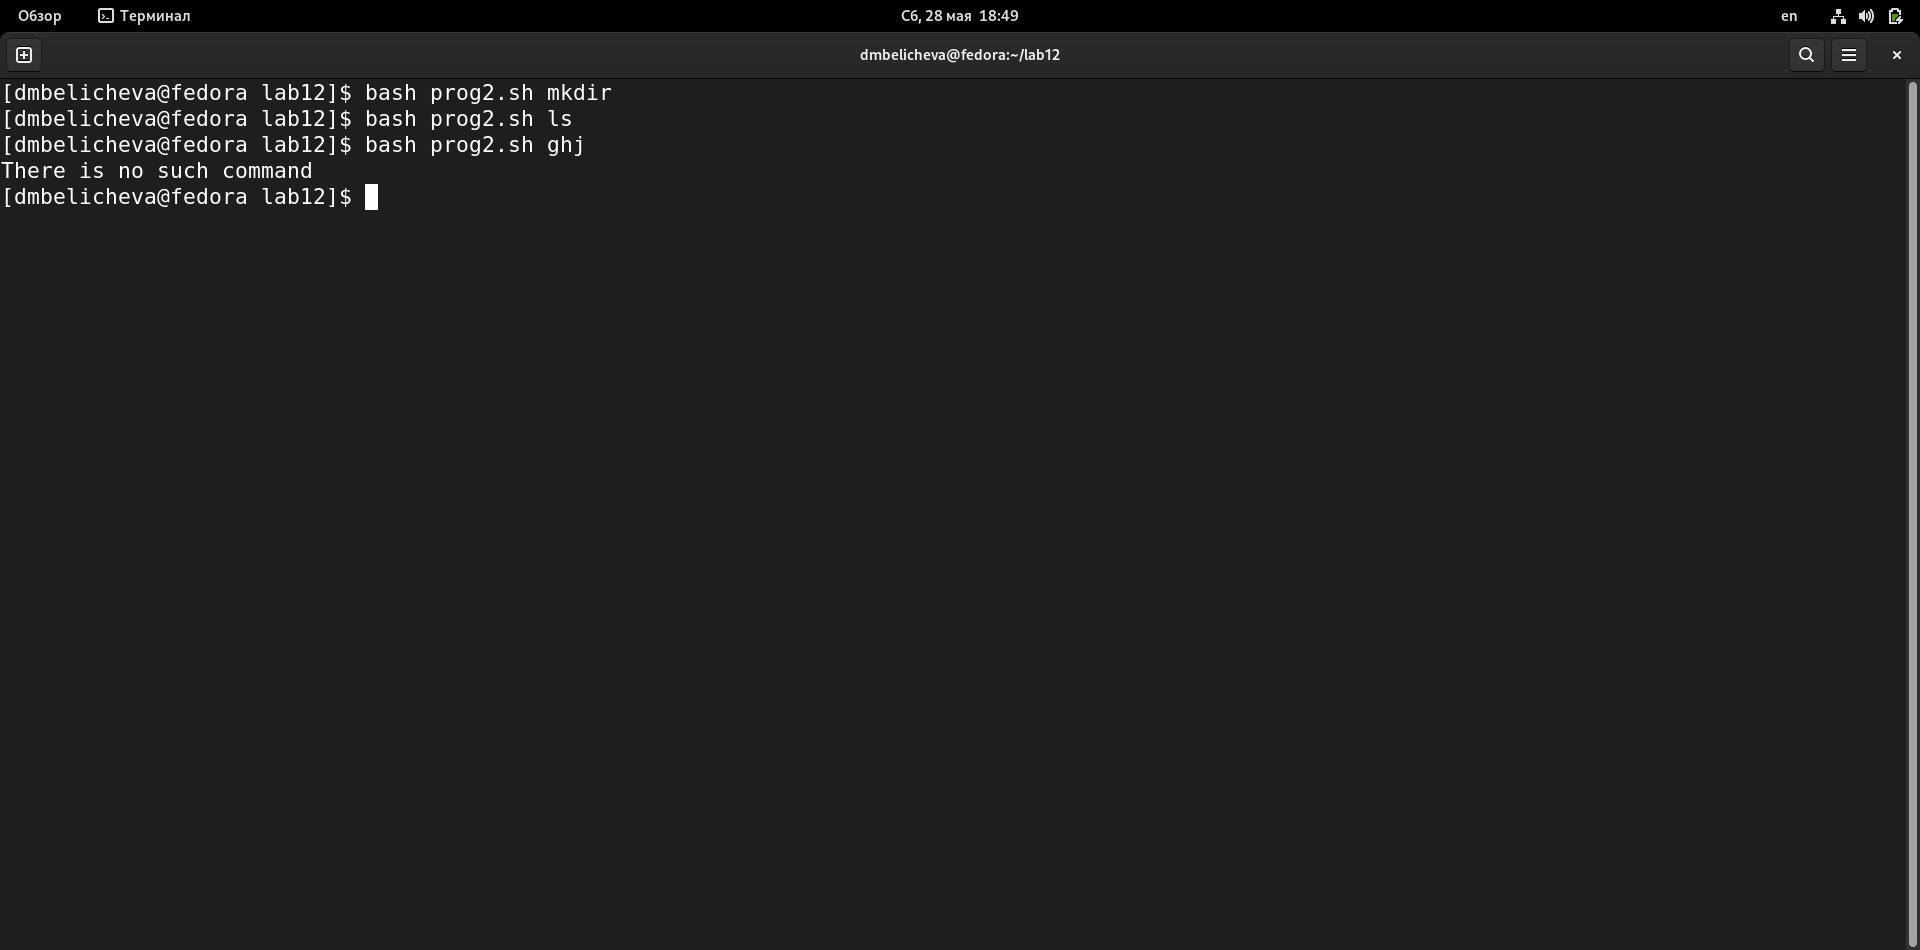 Обзор Терминал Сб, 28 мая 18:49 en
dmbelicheva@fedora:~/lab12
[dmbelicheva@fedora lab12]$ bash prog2.sh mkdir
[dmbelicheva@fedora lab12]$ bash prog2.sh ls
[dmbelicheva@fedora lab12]$ bash prog2.sh ghj
There is no such command
[dmbelicheva@fedora lab12]$